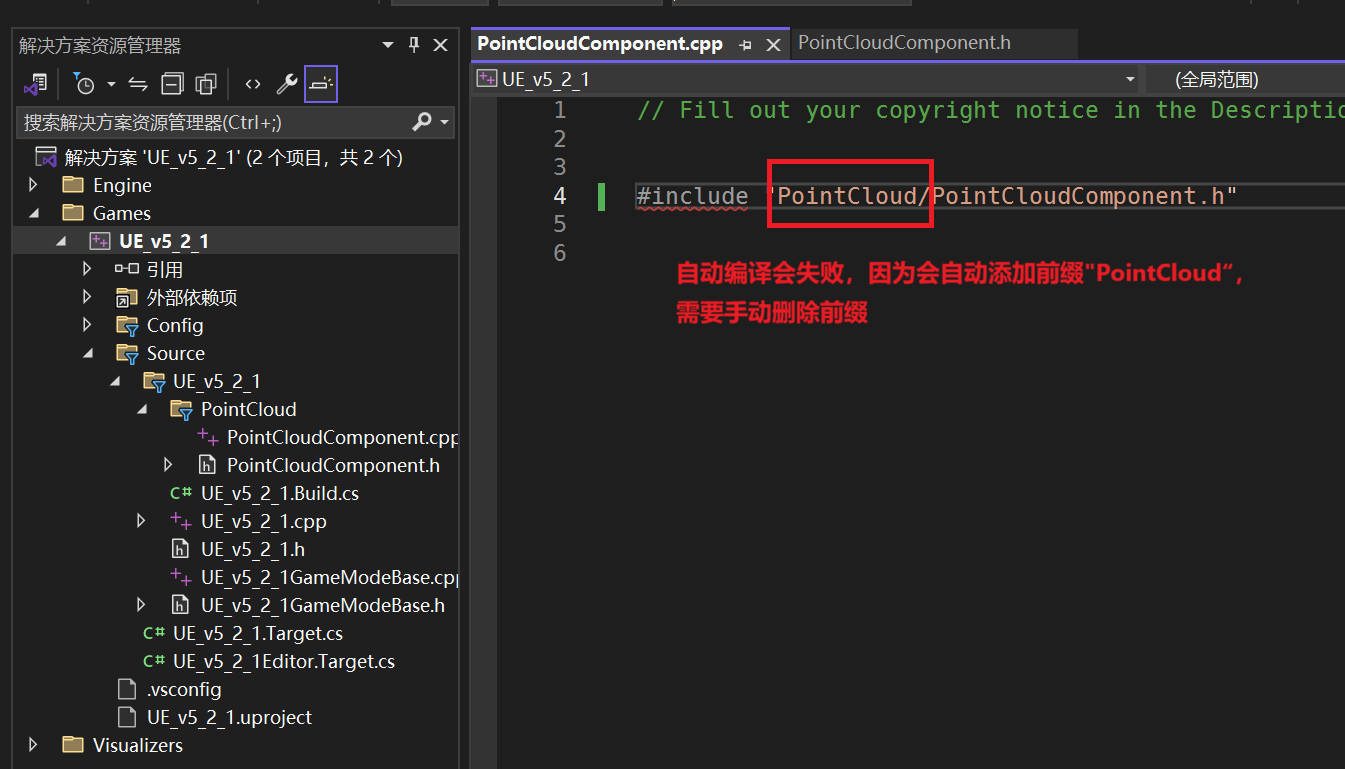 解决方案资源管理器
搜索解决方案资源管理器(Ctrl+;)
解决方案 'UE_v5_2_1' (2 个项目，共 2 个)
Engine
Games
UE_v5_2_1
引用
外部依赖项
Config
Source
UE_v5_2_1
PointCloud
PointCloudComponent.cpp
PointCloudComponent.h
UE_v5_2_1.Build.cs
UE_v5_2_1.cpp
UE_v5_2_1.h
UE_v5_2_1GameModeBase.cpp
UE_v5_2_1GameModeBase.h
UE_v5_2_1.Target.cs
UE_v5_2_1Editor.Target.cs
.vsconfig
UE_v5_2_1.uproject
Visualizers
PointCloudComponent.cpp PointCloudComponent.h
UE_v5_2_1 (全局范围)
1 // Fill out your copyright notice in the Descriptio
2
3
4 #include "PointCloud/PointCloudComponent.h"
5
6
自动编译会失败，因为会自动添加前缀"PointCloud“，
需要手动删除前缀